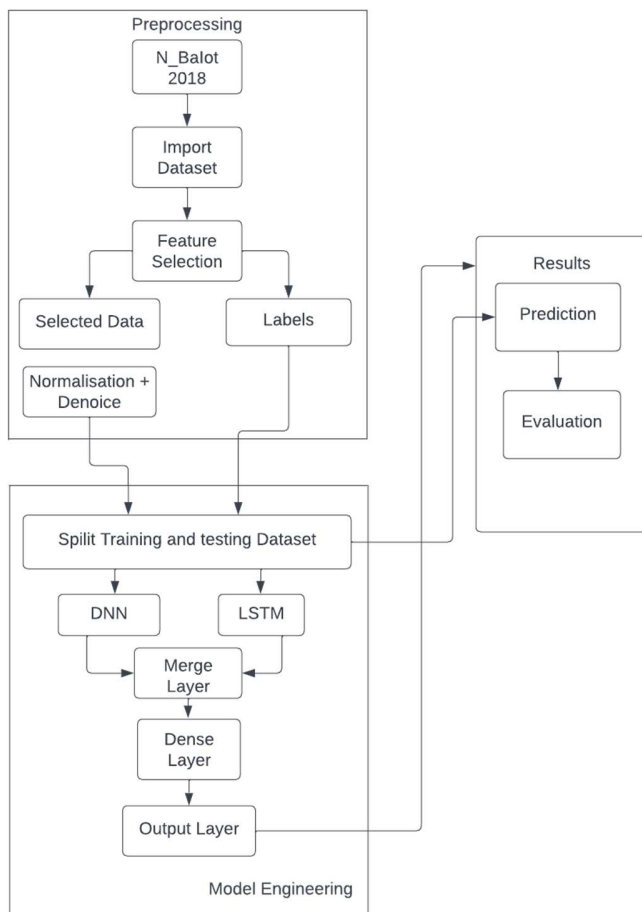 Preprocessing
N_BaIot
2018
Import
Dataset
Feature
Selection
Selected Data
Labels
Normalisation +
Denoice
Spilit Training and testing Dataset
DNN
LSTM
Merge
Layer
Dense
Layer
Output Layer
Model Engineering
Results
Prediction
Evaluation